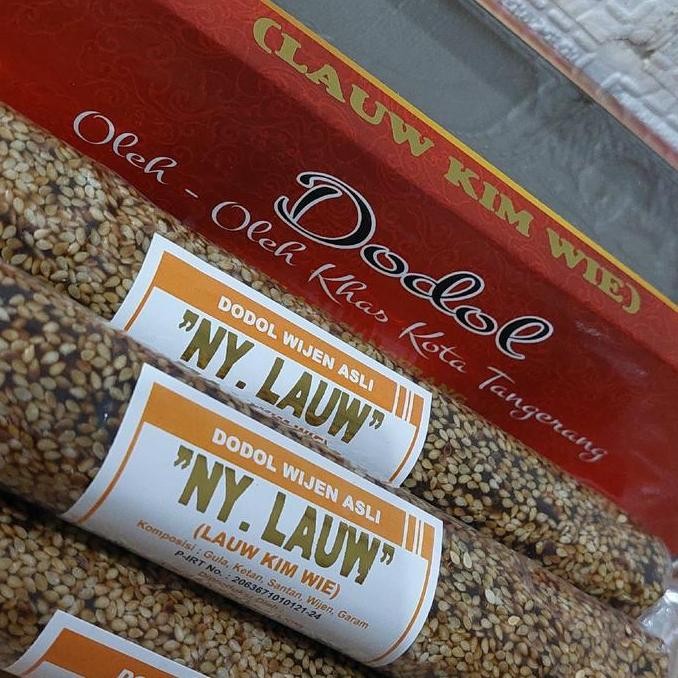 (LAUW KIM WIE)
Dodol
Oleh - Oleh Khas Kota Tangerang
DODOL WIJEN ASLI
"NY. LAUW"
DODOL WIJEN ASLI
"NY. LAUW"
(LAUW KIM WIE)
Komposisi : Gula, Ketan, Santan, Wijen, Garam
P-IRT No. : 2063671010121-24